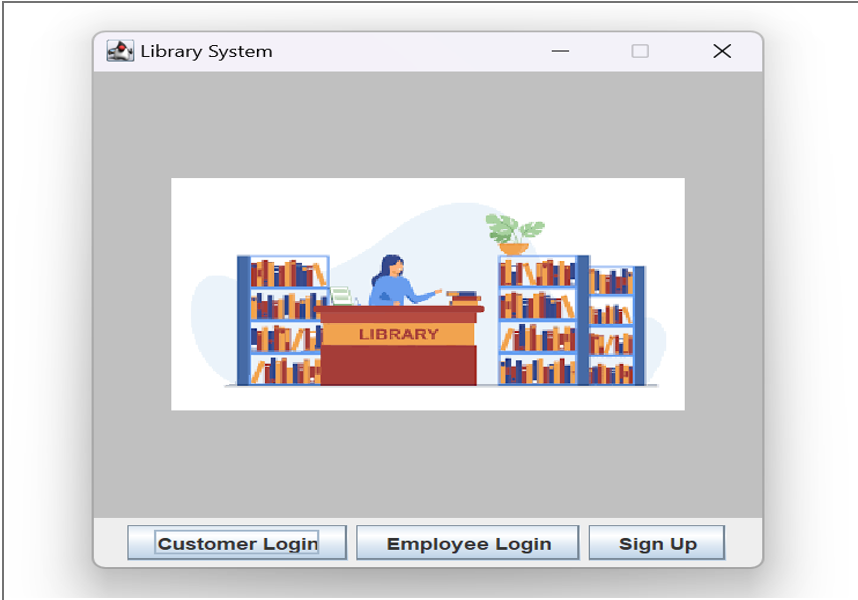 Library System
LIBRARY
Customer Login
Employee Login
Sign Up